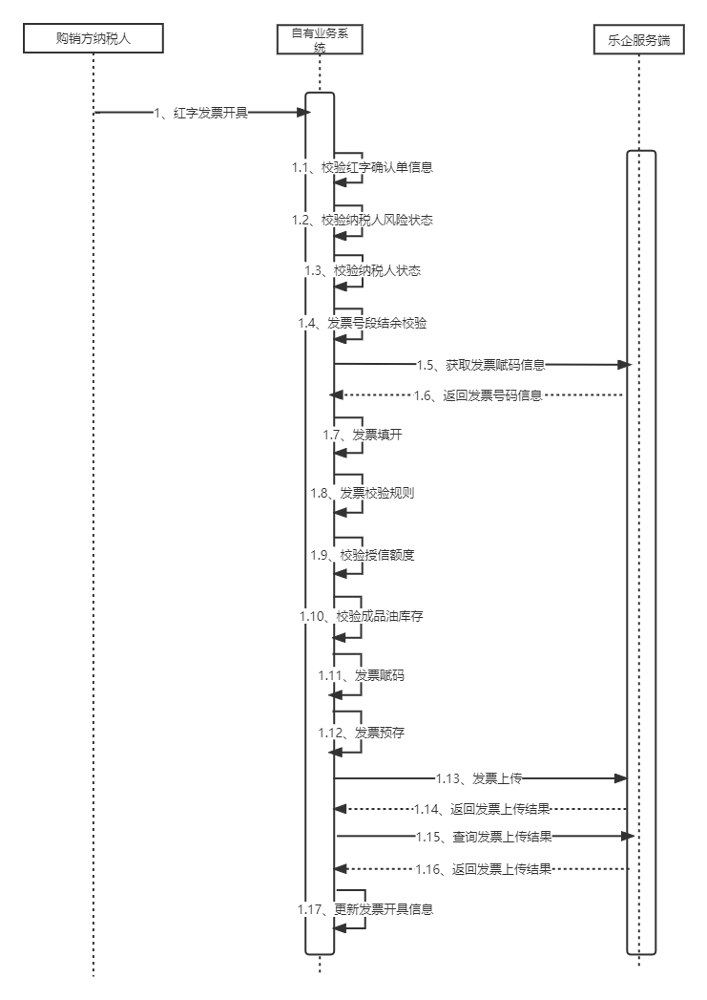 购销方纳税人
自有业务系
统
乐企服务端
1、红字发票开具
1.1、校验红字确认单信息
1.2、校验纳税人风险状态
1.3、校验纳税人状态
1.4、发票号段结余校验
1.5、获取发票赋码信息
1.6、返回发票号码信息
1.7、发票填开
1.8、发票校验规则
1.9、校验授信额度
1.10、校验成品油库存
1.11、发票赋码
1.12、发票预存
1.13、发票上传
1.14、返回发票上传结果
1.15、查询发票上传结果
1.16、返回发票上传结果
1.17、更新发票开具信息